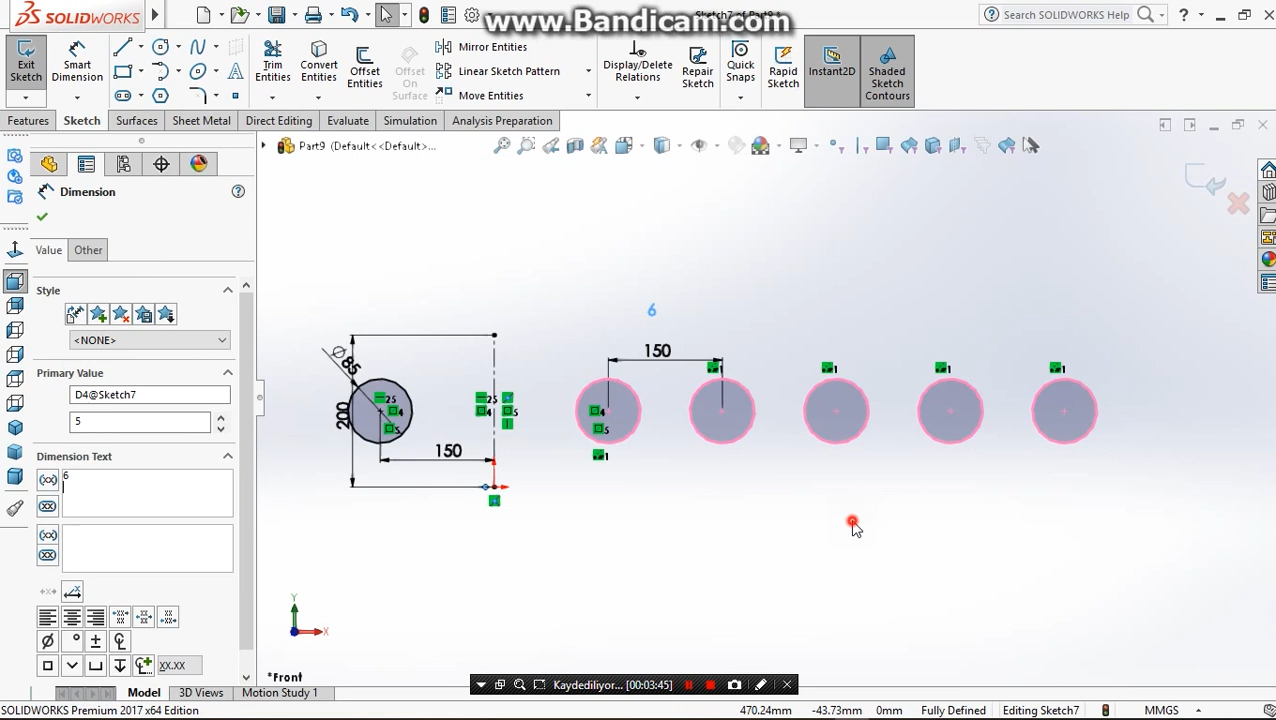 SOLIDWORKS
www.Bandicam.com
Sketch7 of Part9 *
Search SOLIDWORKS Help
Exit Sketch
Smart Dimension
Trim Entities
Convert Entities
Offset Entities
Offset On Surface
Mirror Entities
Linear Sketch Pattern
Move Entities
Display/Delete Relations
Repair Sketch
Quick Snaps
Rapid Sketch
Instant2D
Shaded Sketch Contours
Features
Sketch
Surfaces
Sheet Metal
Direct Editing
Evaluate
Simulation
Analysis Preparation
Part9 (Default<<Default>...
Dimension
Value
Other
Style
<NONE>
Primary Value
D4@Sketch7
5
Dimension Text
6
XX.XX
6
150
Ø85
200
150
Y
X
*Front
Kaydediliyor... [00:03:45]
Model
3D Views
Motion Study 1
SOLIDWORKS Premium 2017 x64 Edition
470.24mm
-43.73mm
0mm
Fully Defined
Editing Sketch7
MMGS